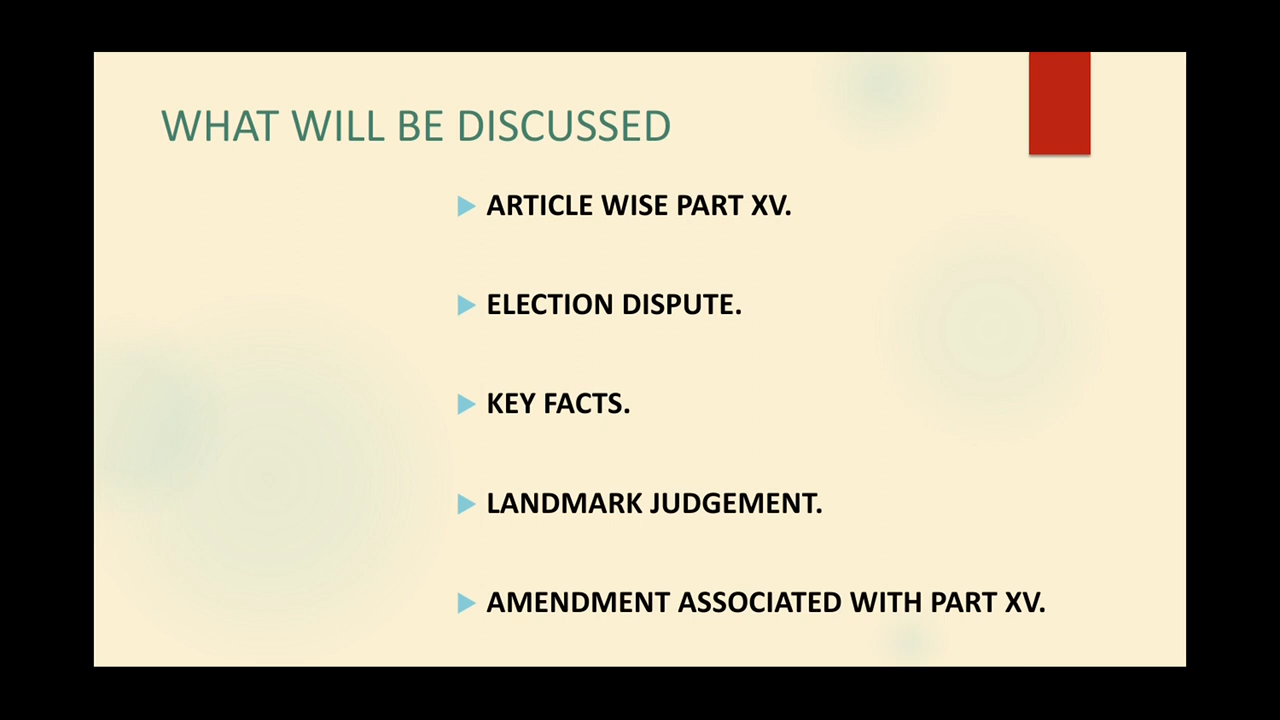 WHAT WILL BE DISCUSSED
ARTICLE WISE PART XV.
ELECTION DISPUTE.
KEY FACTS.
LANDMARK JUDGEMENT.
AMENDMENT ASSOCIATED WITH PART XV.